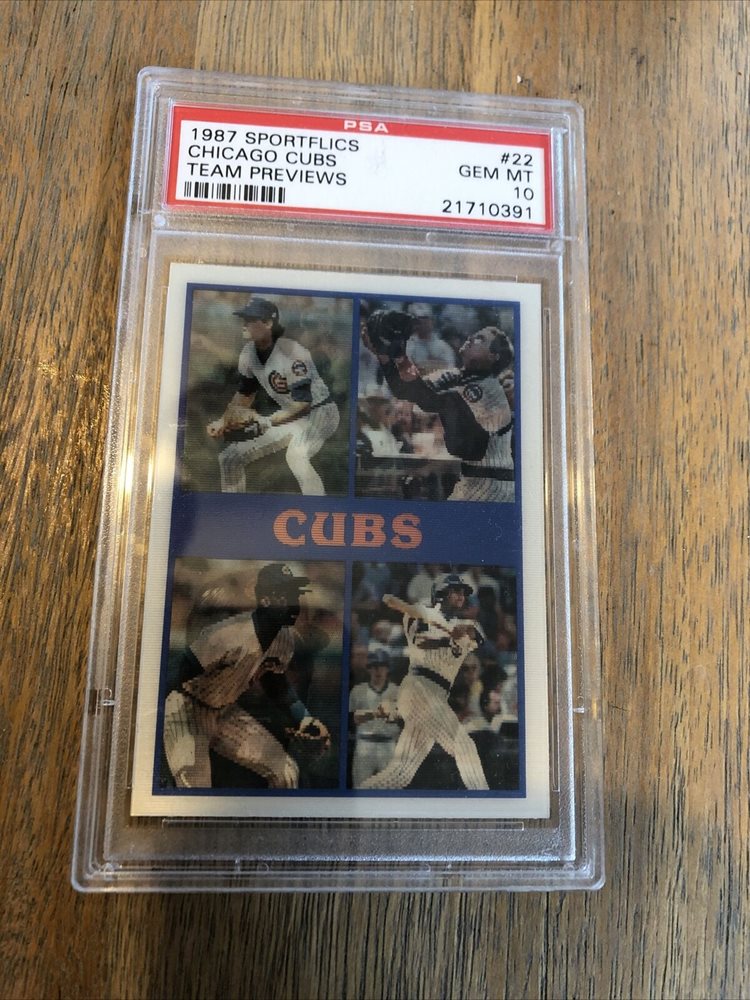 PSA
1987 SPORTFLICS #22
CHICAGO CUBS GEM MT
TEAM PREVIEWS 10
21710391
CUBS